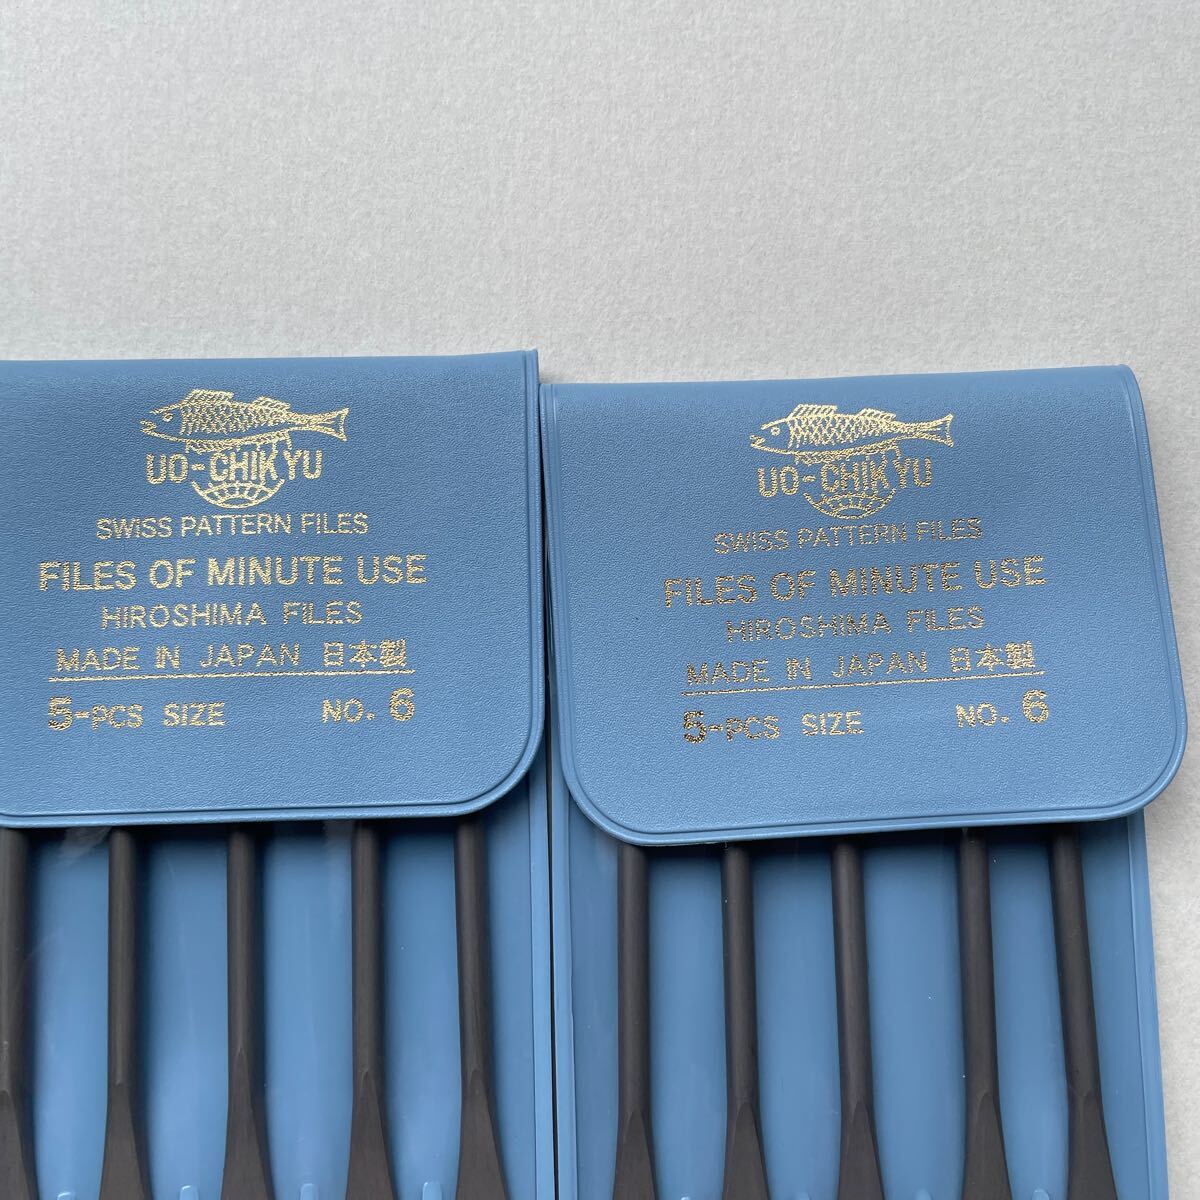 UO-CHIKYU
SWISS PATTERN FILES
FILES OF MINUTE USE
HIROSHIMA FILES
MADE IN JAPAN 日本製
5-PCS SIZE NO. 6
UO-CHIKYU
SWISS PATTERN FILES
FILES OF MINUTE USE
HIROSHIMA FILES
MADE IN JAPAN 日本製
5-PCS SIZE NO. 6